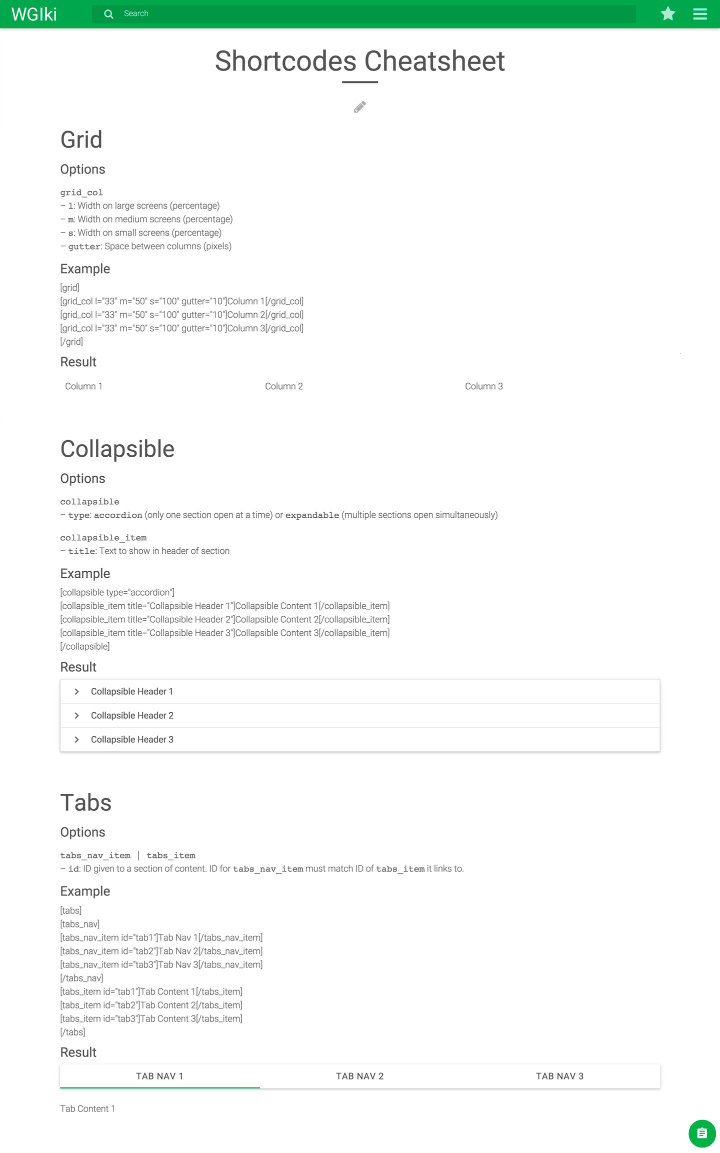 WGIki
Search
Shortcodes Cheatsheet
Grid
Options
grid_col
– l: Width on large screens (percentage)
– m: Width on medium screens (percentage)
– s: Width on small screens (percentage)
– gutter: Space between columns (pixels)
Example
[grid]
[grid_col l="33" m="50" s="100" gutter="10"]Column 1[/grid_col]
[grid_col l="33" m="50" s="100" gutter="10"]Column 2[/grid_col]
[grid_col l="33" m="50" s="100" gutter="10"]Column 3[/grid_col]
[/grid]
Result
Column 1 Column 2 Column 3
Collapsible
Options
collapsible
– type: accordion (only one section open at a time) or expandable (multiple sections open simultaneously)
collapsible_item
– title: Text to show in header of section
Example
[collapsible type="accordion"]
[collapsible_item title="Collapsible Header 1"]Collapsible Content 1[/collapsible_item]
[collapsible_item title="Collapsible Header 2"]Collapsible Content 2[/collapsible_item]
[collapsible_item title="Collapsible Header 3"]Collapsible Content 3[/collapsible_item]
[/collapsible]
Result
Collapsible Header 1
Collapsible Header 2
Collapsible Header 3
Tabs
Options
tabs_nav_item | tabs_item
– id: ID given to a section of content. ID for tabs_nav_item must match ID of tabs_item it links to.
Example
[tabs]
[tabs_nav]
[tabs_nav_item id="tab1"]Tab Nav 1[/tabs_nav_item]
[tabs_nav_item id="tab2"]Tab Nav 2[/tabs_nav_item]
[tabs_nav_item id="tab3"]Tab Nav 3[/tabs_nav_item]
[/tabs_nav]
[tabs_item id="tab1"]Tab Content 1[/tabs_item]
[tabs_item id="tab2"]Tab Content 2[/tabs_item]
[tabs_item id="tab3"]Tab Content 3[/tabs_item]
[/tabs]
Result
TAB NAV 1 TAB NAV 2 TAB NAV 3
Tab Content 1